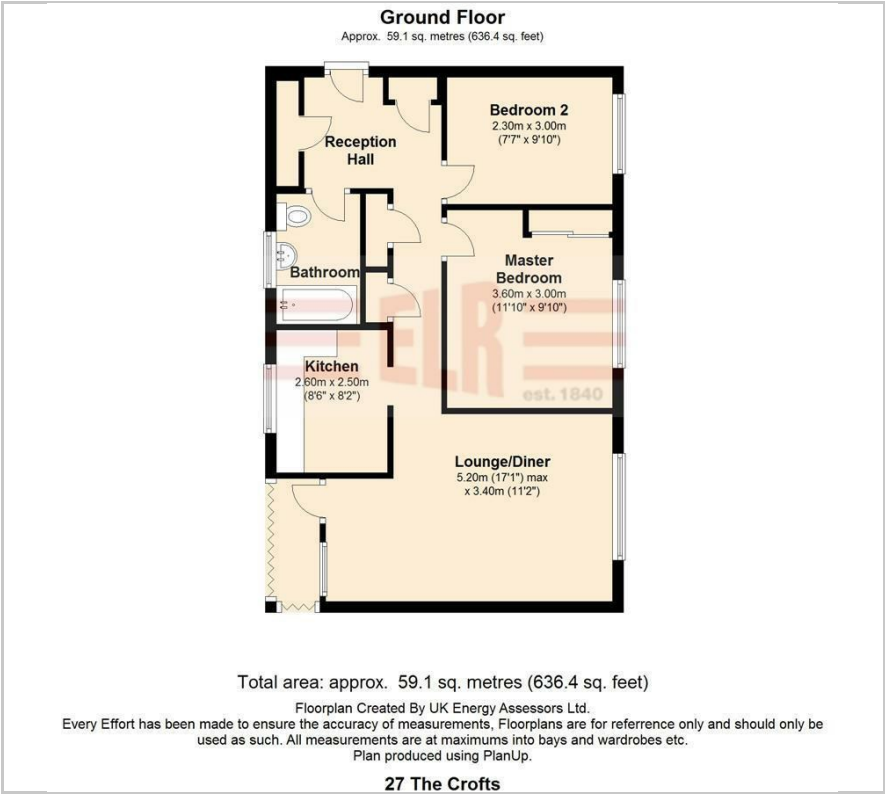 Ground Floor
Approx. 59.1 sq. metres (636.4 sq. feet)
Bedroom 2
2.30m x 3.00m
(7'7" x 9'10")
Reception
Hall
Master
Bedroom
3.60m x 3.00m
(11'10" x 9'10")
Bathroom
Kitchen
2.60m x 2.50m
(8'6" x 8'2")
ELR
est. 1840
Lounge/Diner
5.20m (17'1") max
x 3.40m (11'2")
Total area: approx. 59.1 sq. metres (636.4 sq. feet)
Floorplan Created By UK Energy Assessors Ltd.
Every Effort has been made to ensure the accuracy of measurements, Floorplans are for referrence only and should only be
used as such. All measurements are at maximums into bays and wardrobes etc.
Plan produced using PlanUp.
27 The Crofts